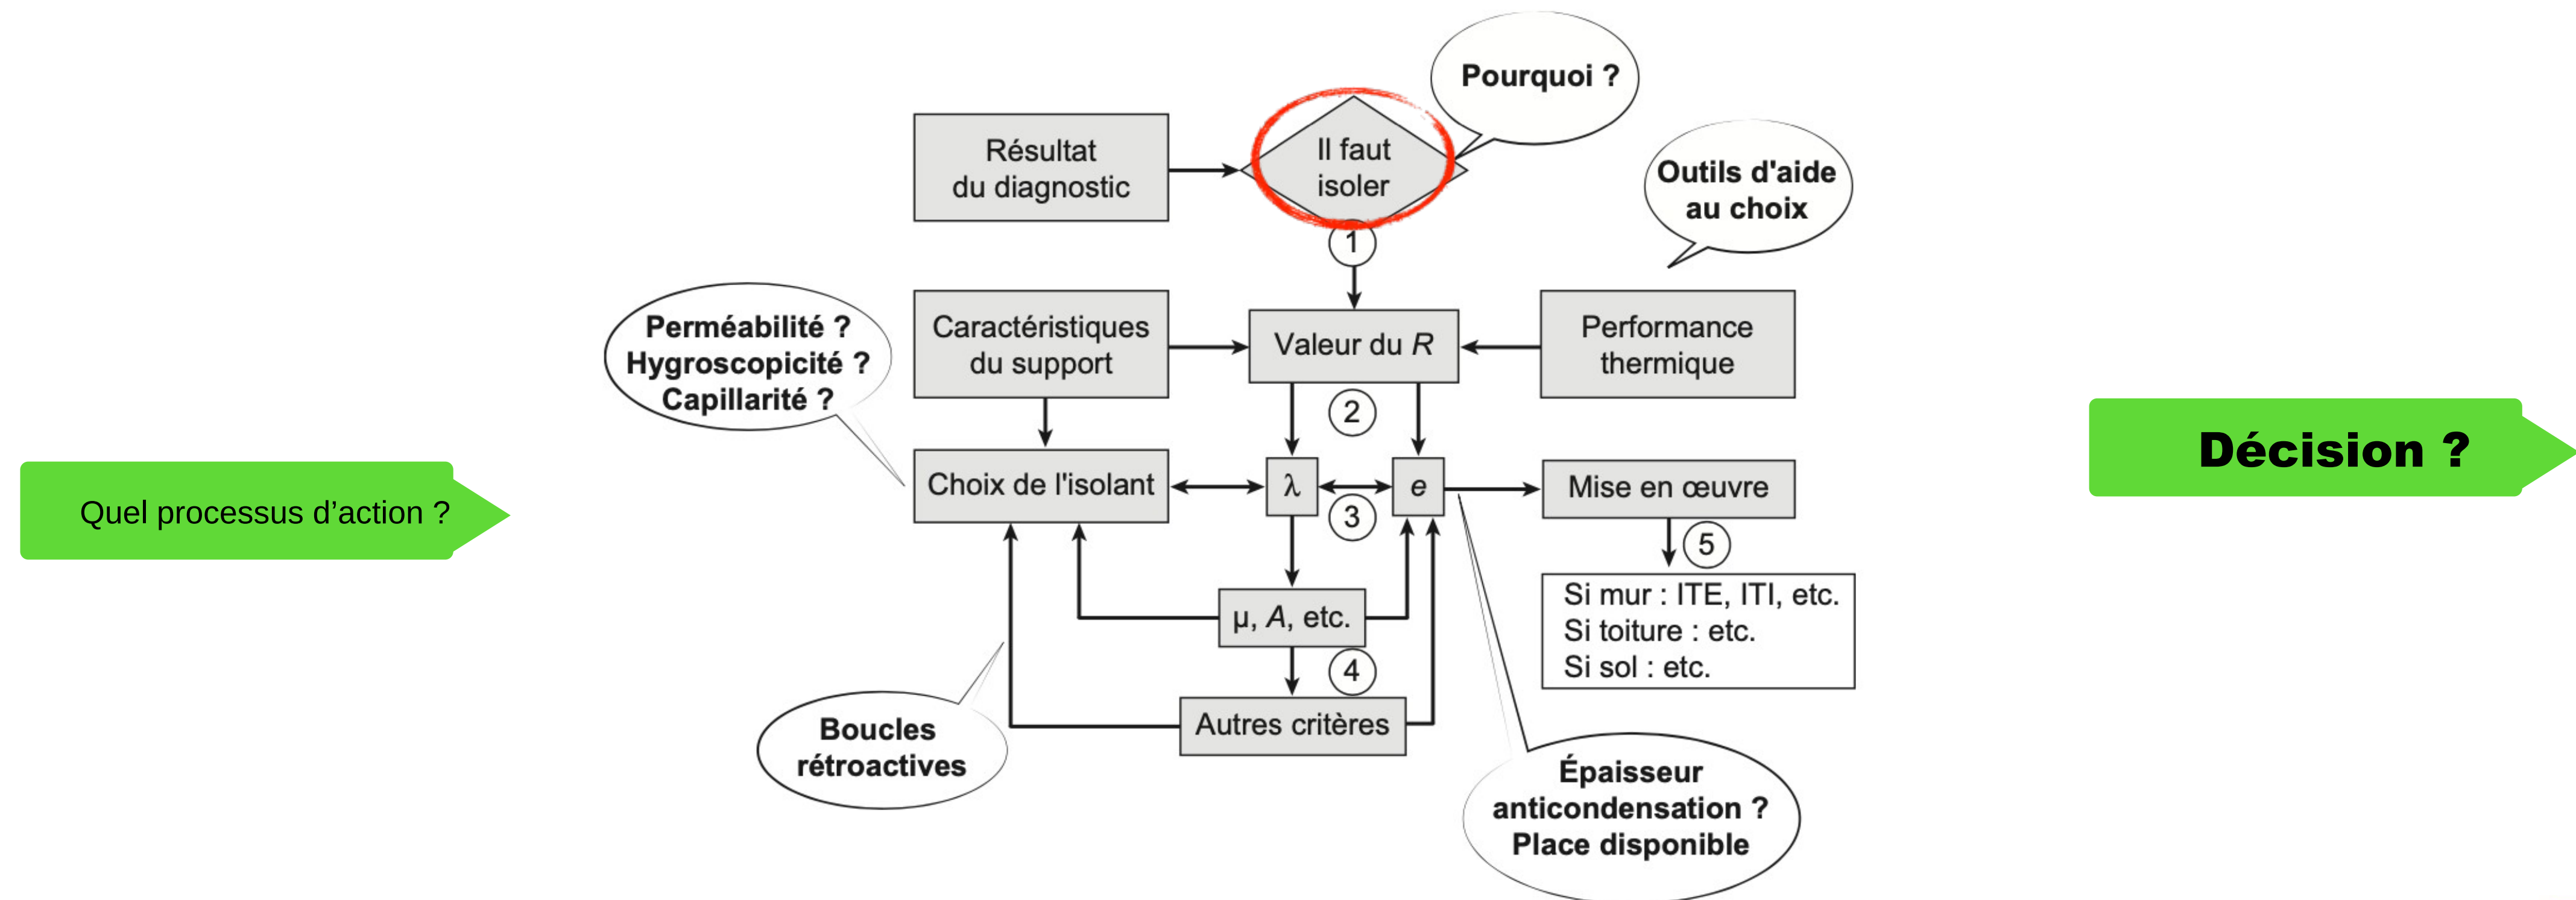 Quel processus d'action ?
Pourquoi ?
Résultat
du diagnostic
Il faut
isoler
Outils d'aide
au choix
1
Perméabilité ?
Hygroscopicité ?
Capillarité ?
Caractéristiques
du support
Valeur du R
Performance
thermique
2
Choix de l'isolant
λ
e
Mise en œuvre
3
5
Si mur : ITE, ITI, etc.
Si toiture : etc.
Si sol : etc.
μ, A, etc.
4
Autres critères
Boucles
rétroactives
Épaisseur
anticondensation ?
Place disponible
Décision ?